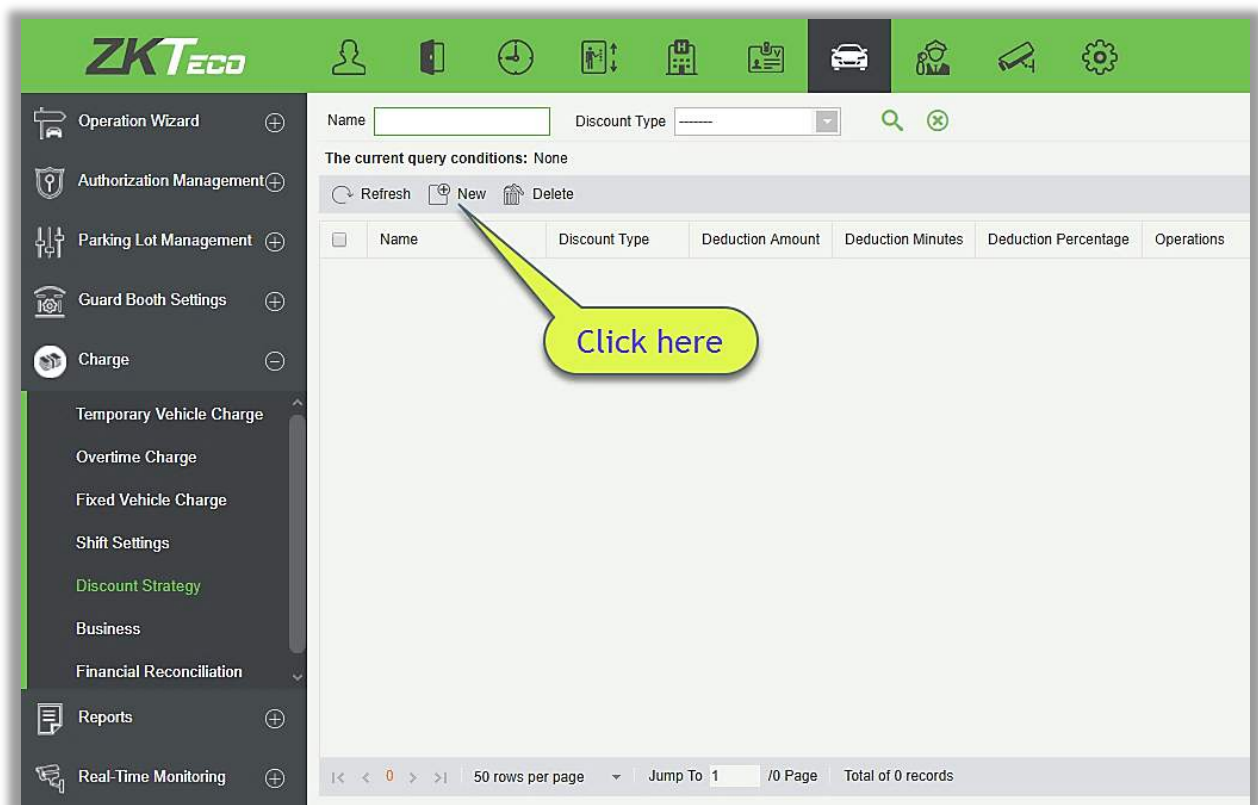 ZKTeco
Operation Wizard
Authorization Management
Parking Lot Management
Guard Booth Settings
Charge
Temporary Vehicle Charge
Overtime Charge
Fixed Vehicle Charge
Shift Settings
Discount Strategy
Business
Financial Reconciliation
Reports
Real-Time Monitoring
Name Discount Type -------
The current query conditions: None
Refresh New Delete
Name Discount Type Deduction Amount Deduction Minutes Deduction Percentage Operations
Click here
|< < 0 > >| 50 rows per page Jump To 1 /0 Page Total of 0 records